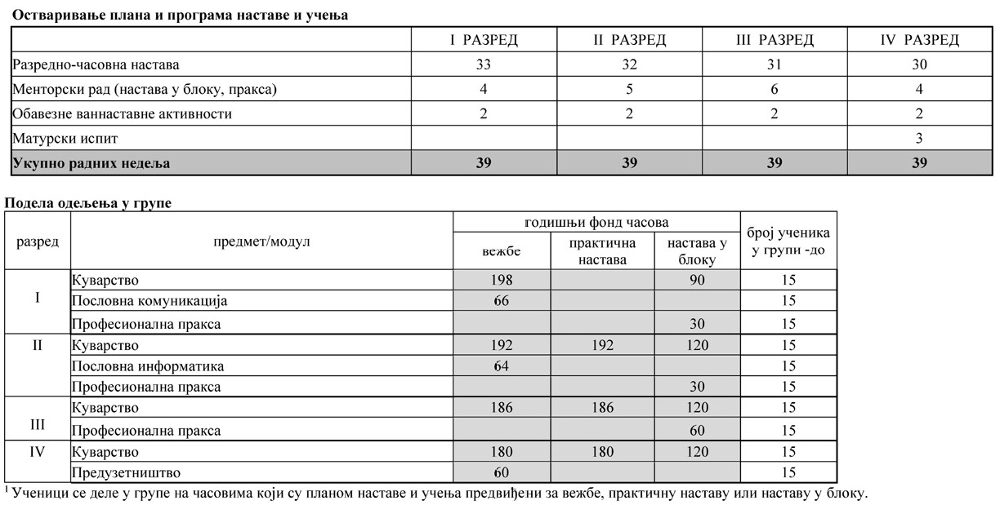 Остваривање плана и програма наставе и учења
I РАЗРЕД II РАЗРЕД III РАЗРЕД IV РАЗРЕД
Разредно-часовна настава 33 32 31 30
Менторски рад (настава у блоку, пракса) 4 5 6 4
Обавезне ваннаставне активности 2 2 2 2
Матурски испит 3
Укупно радних недеља 39 39 39 39
Подела одељења у групе
разред предмет/модул годишњи фонд часова број ученика у групи -до
вежбе практична настава настава у блоку
I Куварство 198 90 15
Пословна комуникација 66 15
Професионална пракса 30 15
II Куварство 192 192 120 15
Пословна информатика 64 15
Професионална пракса 30 15
III Куварство 186 186 120 15
Професионална пракса 60 15
IV Куварство 180 180 120 15
Предузетништво 60 15
1 Ученици се деле у групе на часовима који су планом наставе и учења предвиђени за вежбе, практичну наставу или наставу у блоку.